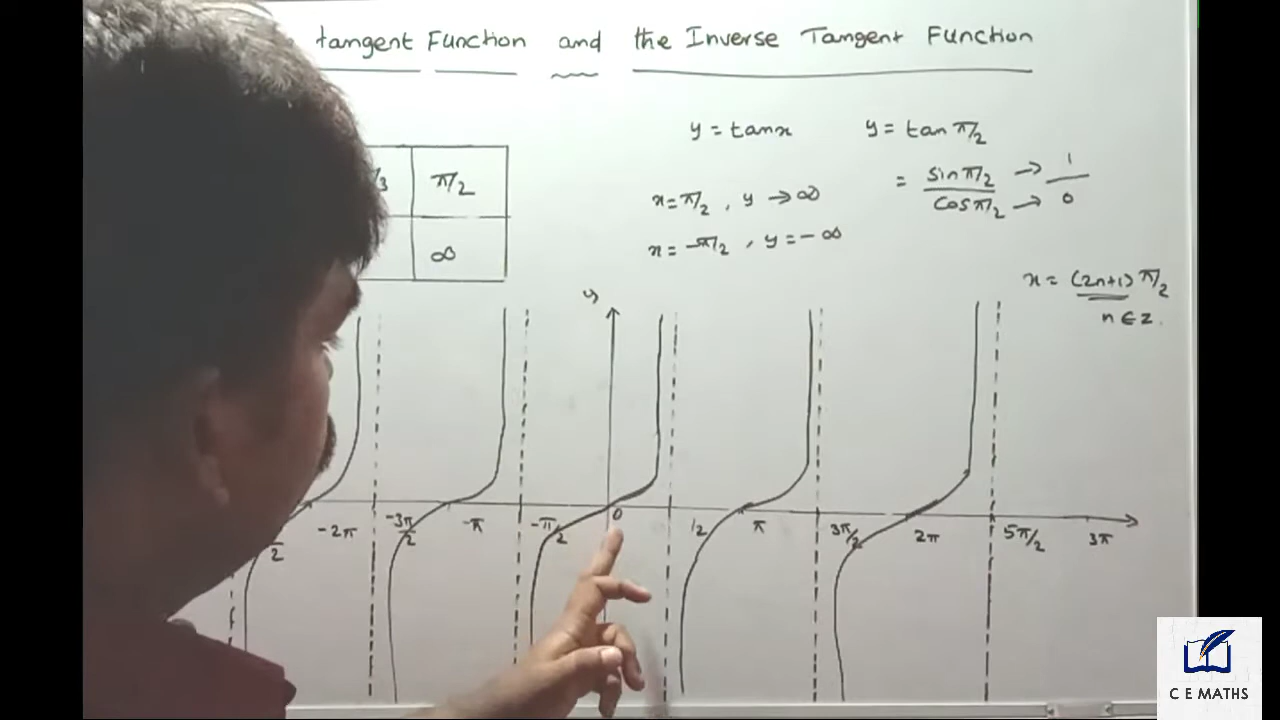 tangent Function and the Inverse Tangent Function
y = tanx
y = tan π/2
= sin π/2 → 1
cos π/2 → 0
π/2
∞
x = π/2 , y → ∞
x = -π/2 , y = - ∞
x = (2n+1) π/2
n ∈ z.
y
-2π -3π/2 -π -π/2 0 1/2 π 3π/2 2π 5π/2 3π
C E MATHS